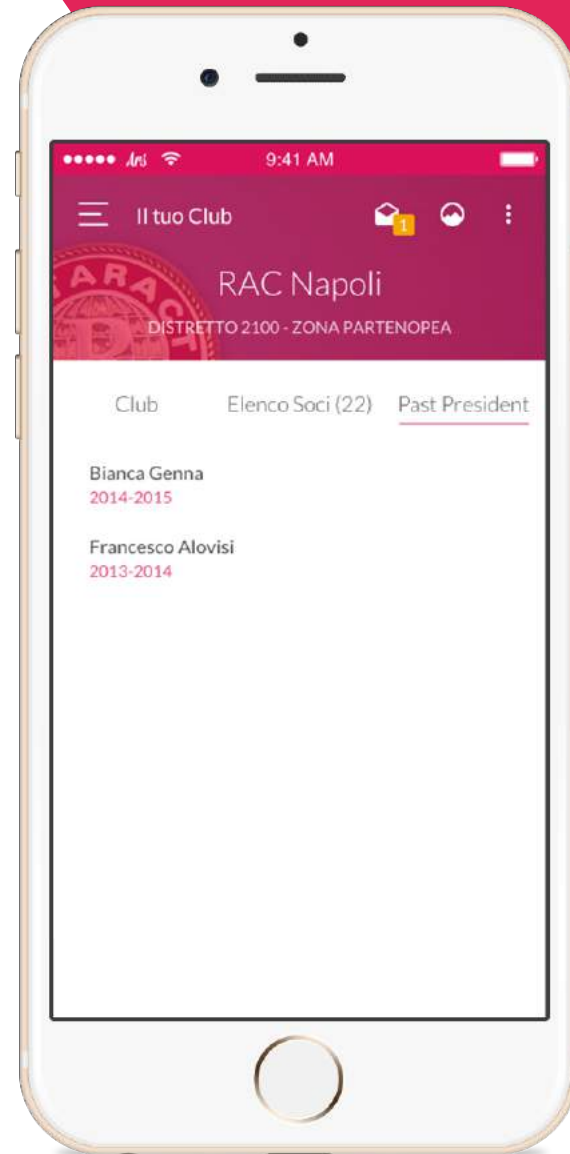 9:41 AM
Il tuo Club
1
RAC Napoli
DISTRETTO 2100 - ZONA PARTENOPEA
Club Elenco Soci (22) Past President
Bianca Genna
2014-2015
Francesco Alovisi
2013-2014